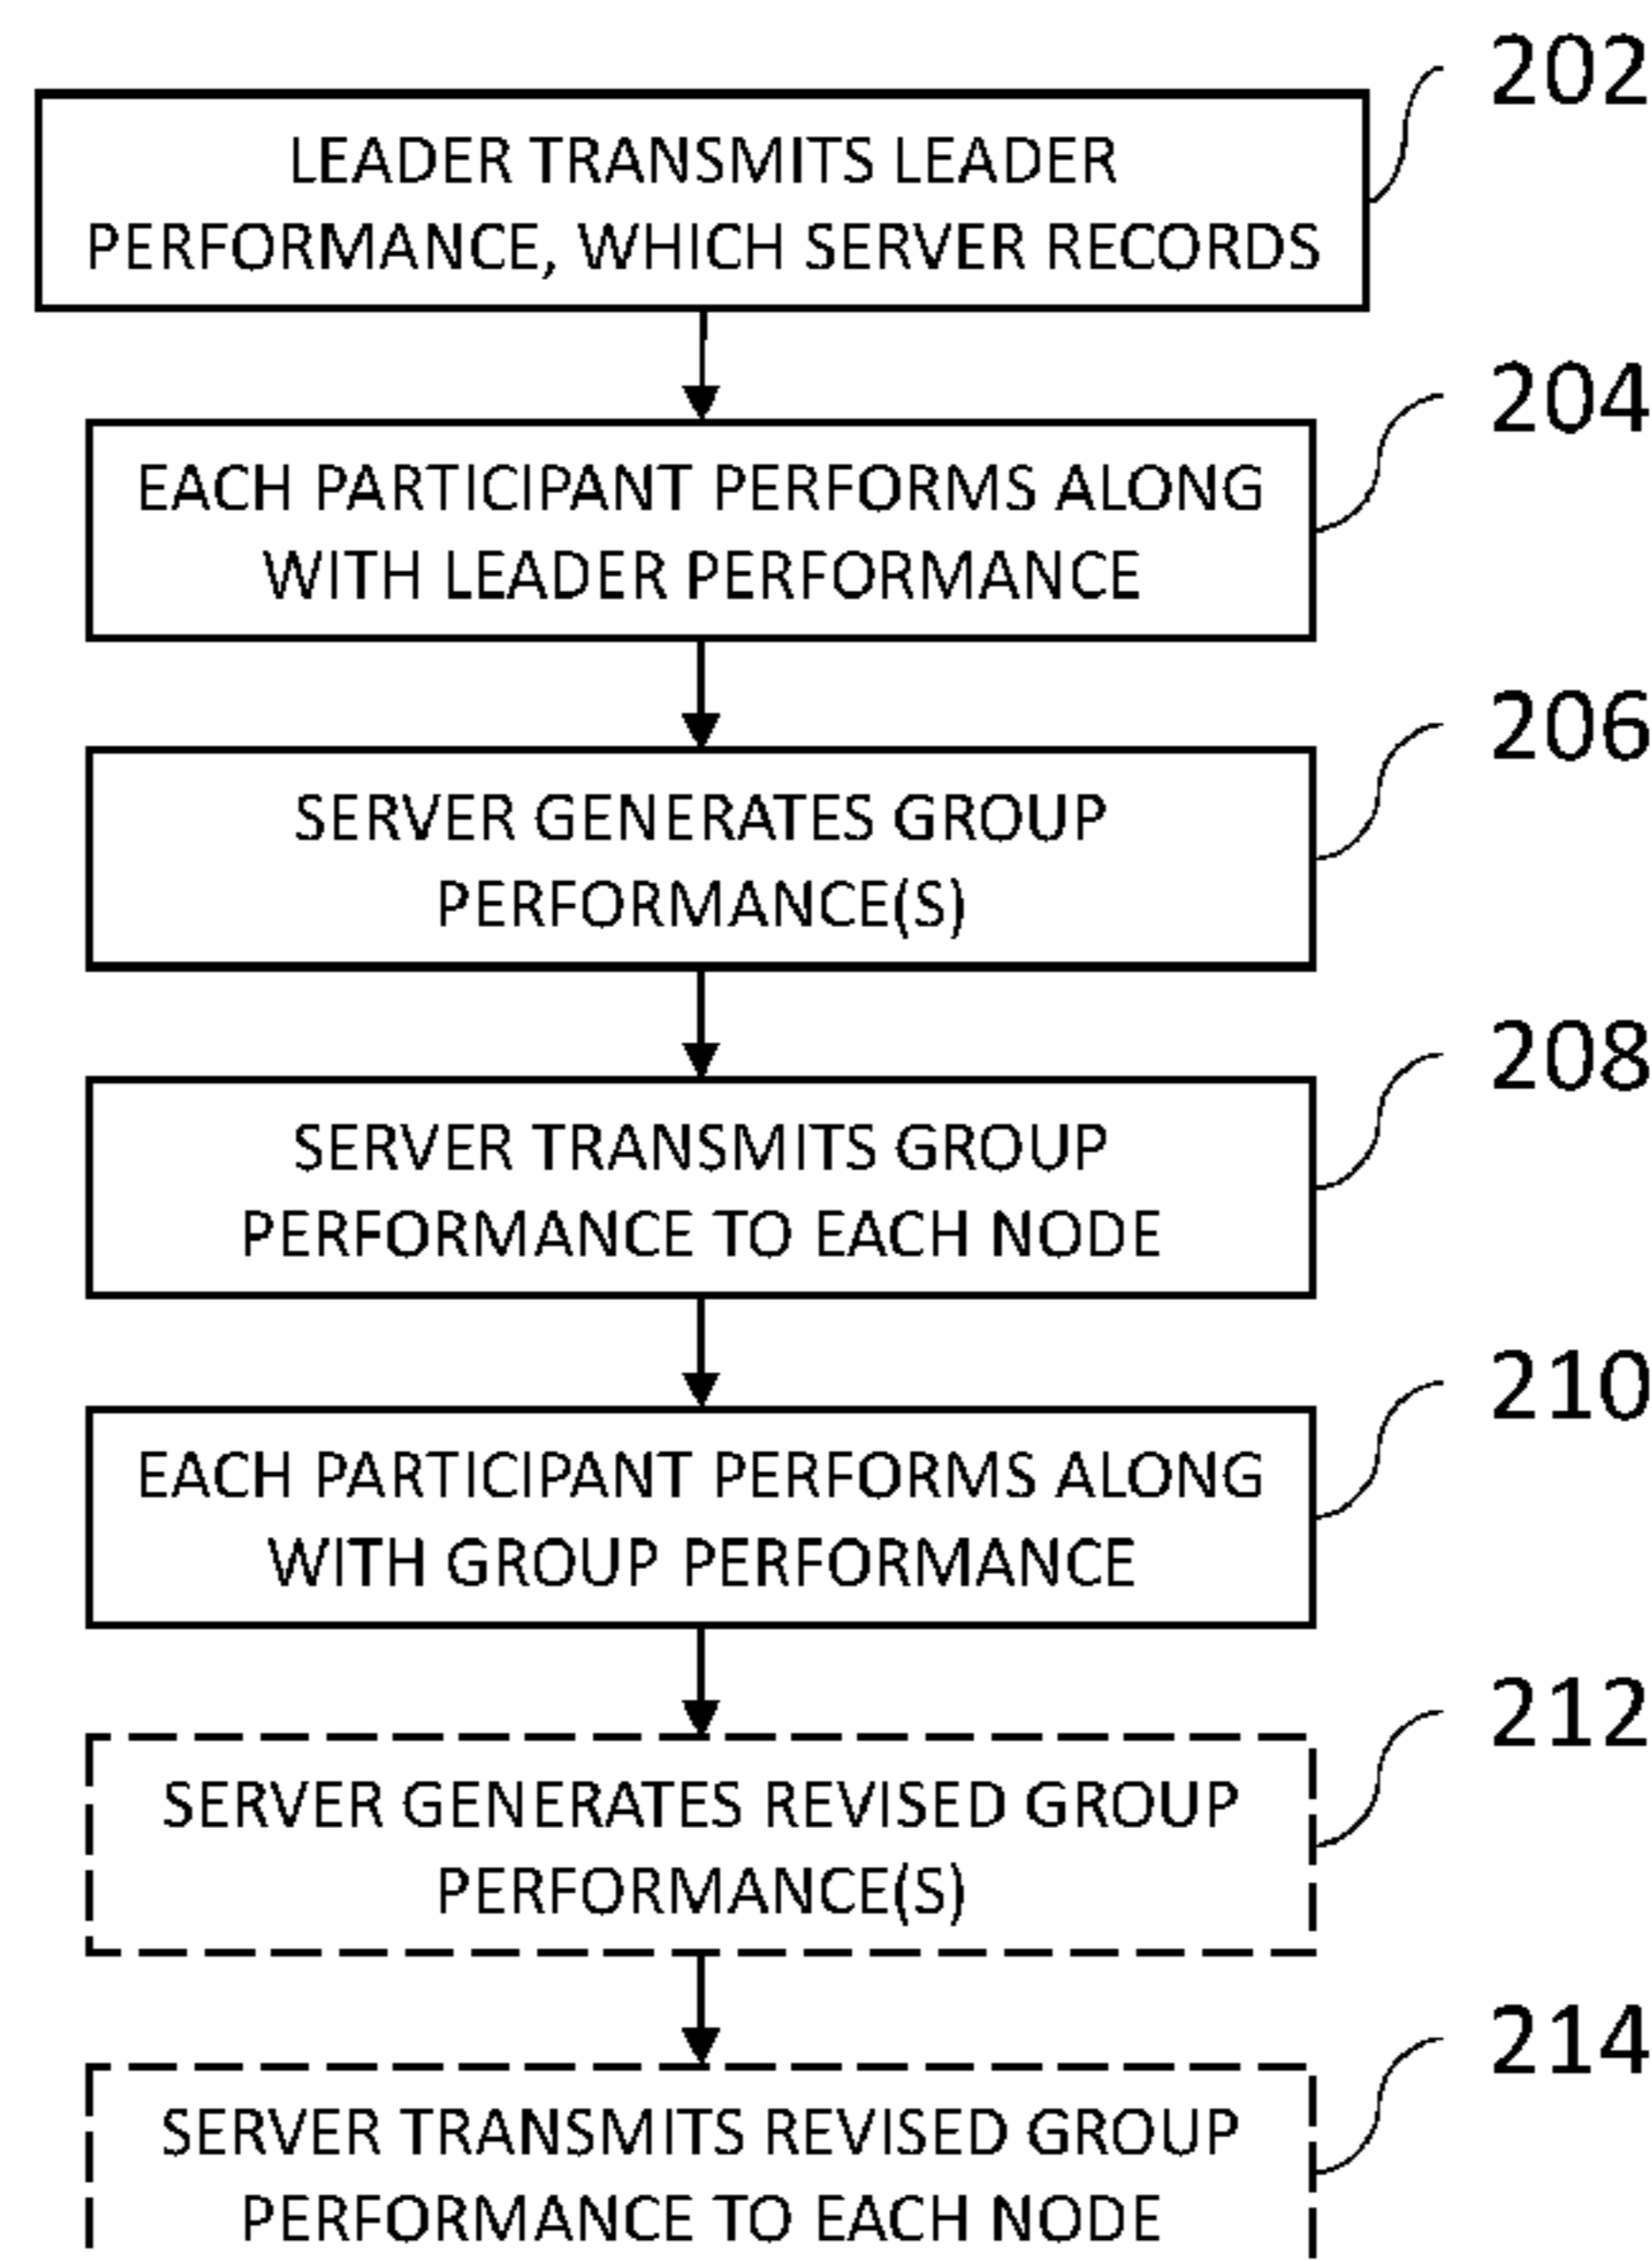 202
LEADER TRANSMITS LEADER
PERFORMANCE, WHICH SERVER RECORDS
204
EACH PARTICIPANT PERFORMS ALONG
WITH LEADER PERFORMANCE
206
SERVER GENERATES GROUP
PERFORMANCE(S)
208
SERVER TRANSMITS GROUP
PERFORMANCE TO EACH NODE
210
EACH PARTICIPANT PERFORMS ALONG
WITH GROUP PERFORMANCE
212
SERVER GENERATES REVISED GROUP
PERFORMANCE(S)
214
SERVER TRANSMITS REVISED GROUP
PERFORMANCE TO EACH NODE